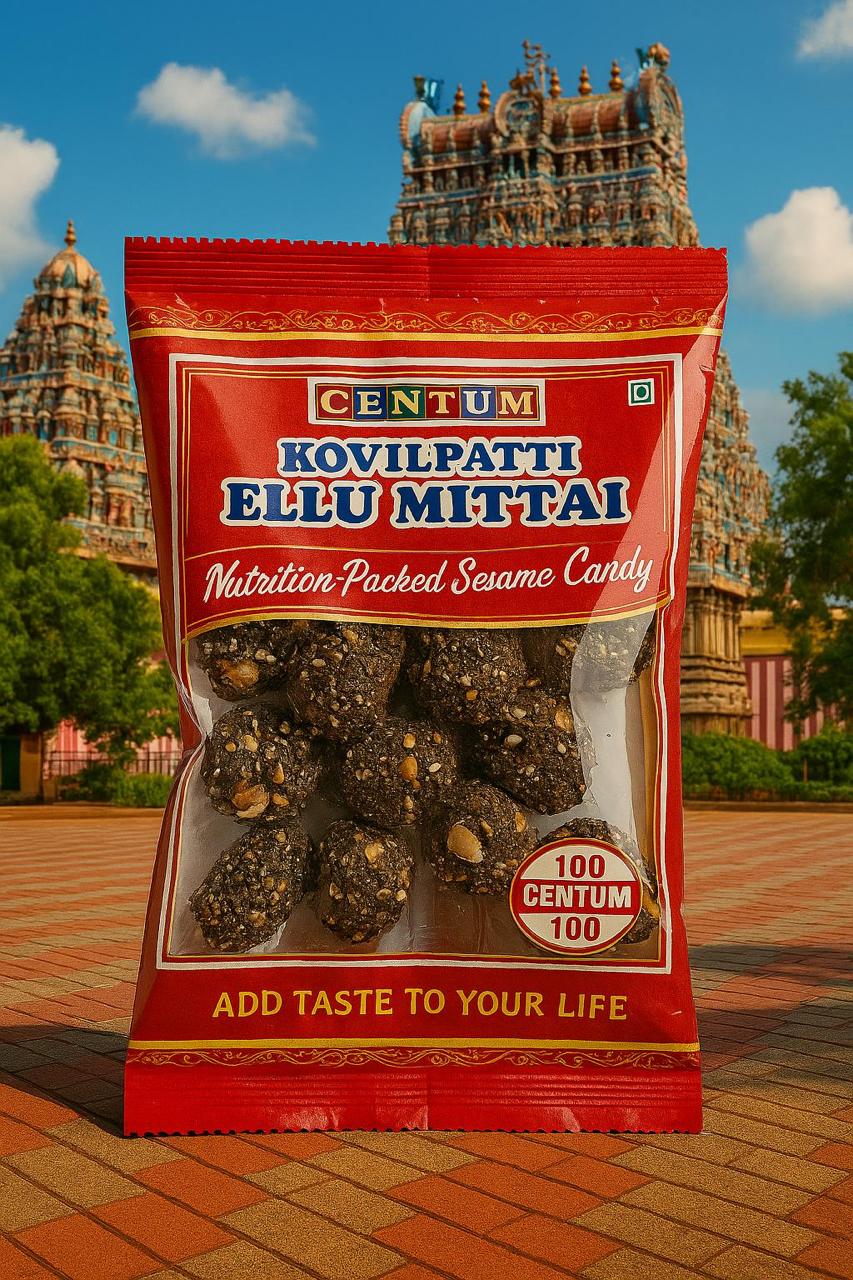 CENTUM
KOVILPATTI
ELLU MITTAI
Nutrition-Packed Sesame Candy
100
CENTUM
100
ADD TASTE TO YOUR LIFE